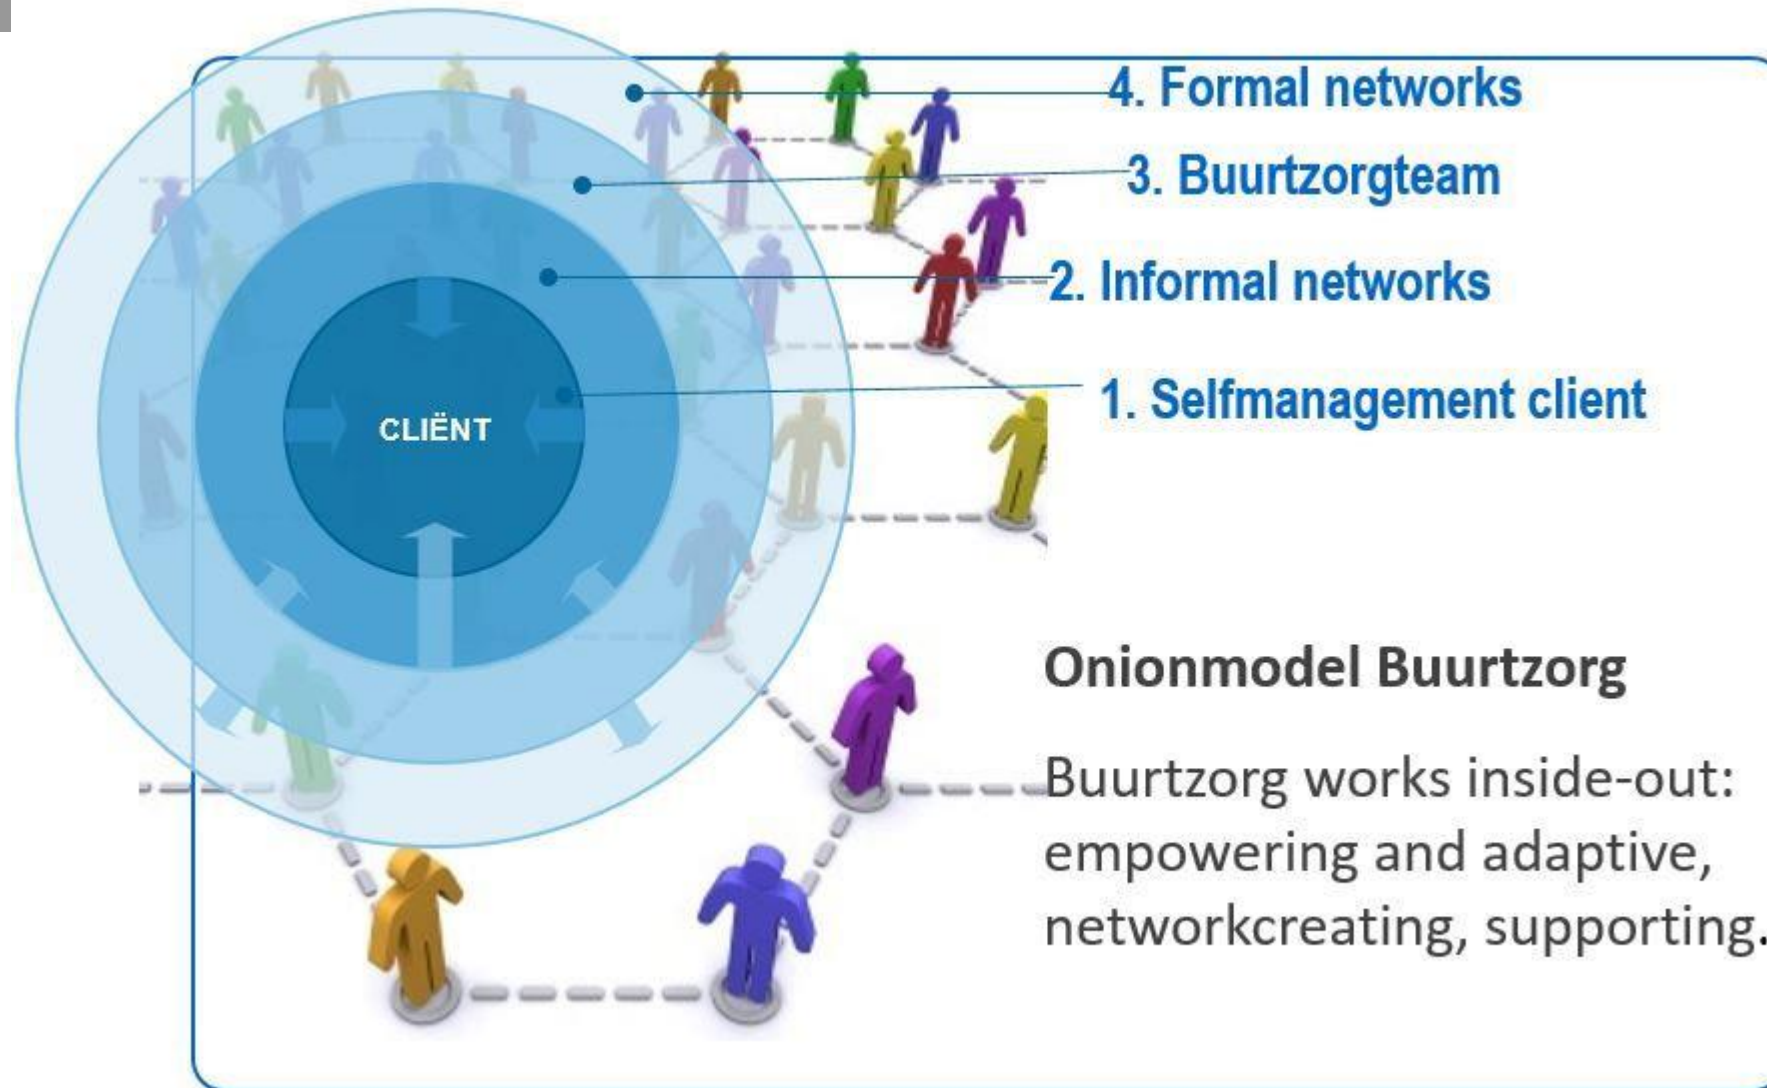 4. Formal networks
3. Buurtzorgteam
2. Informal networks
1. Selfmanagement client
CLIËNT
Onionmodel Buurtzorg
Buurtzorg works inside-out:
empowering and adaptive,
networkcreating, supporting.